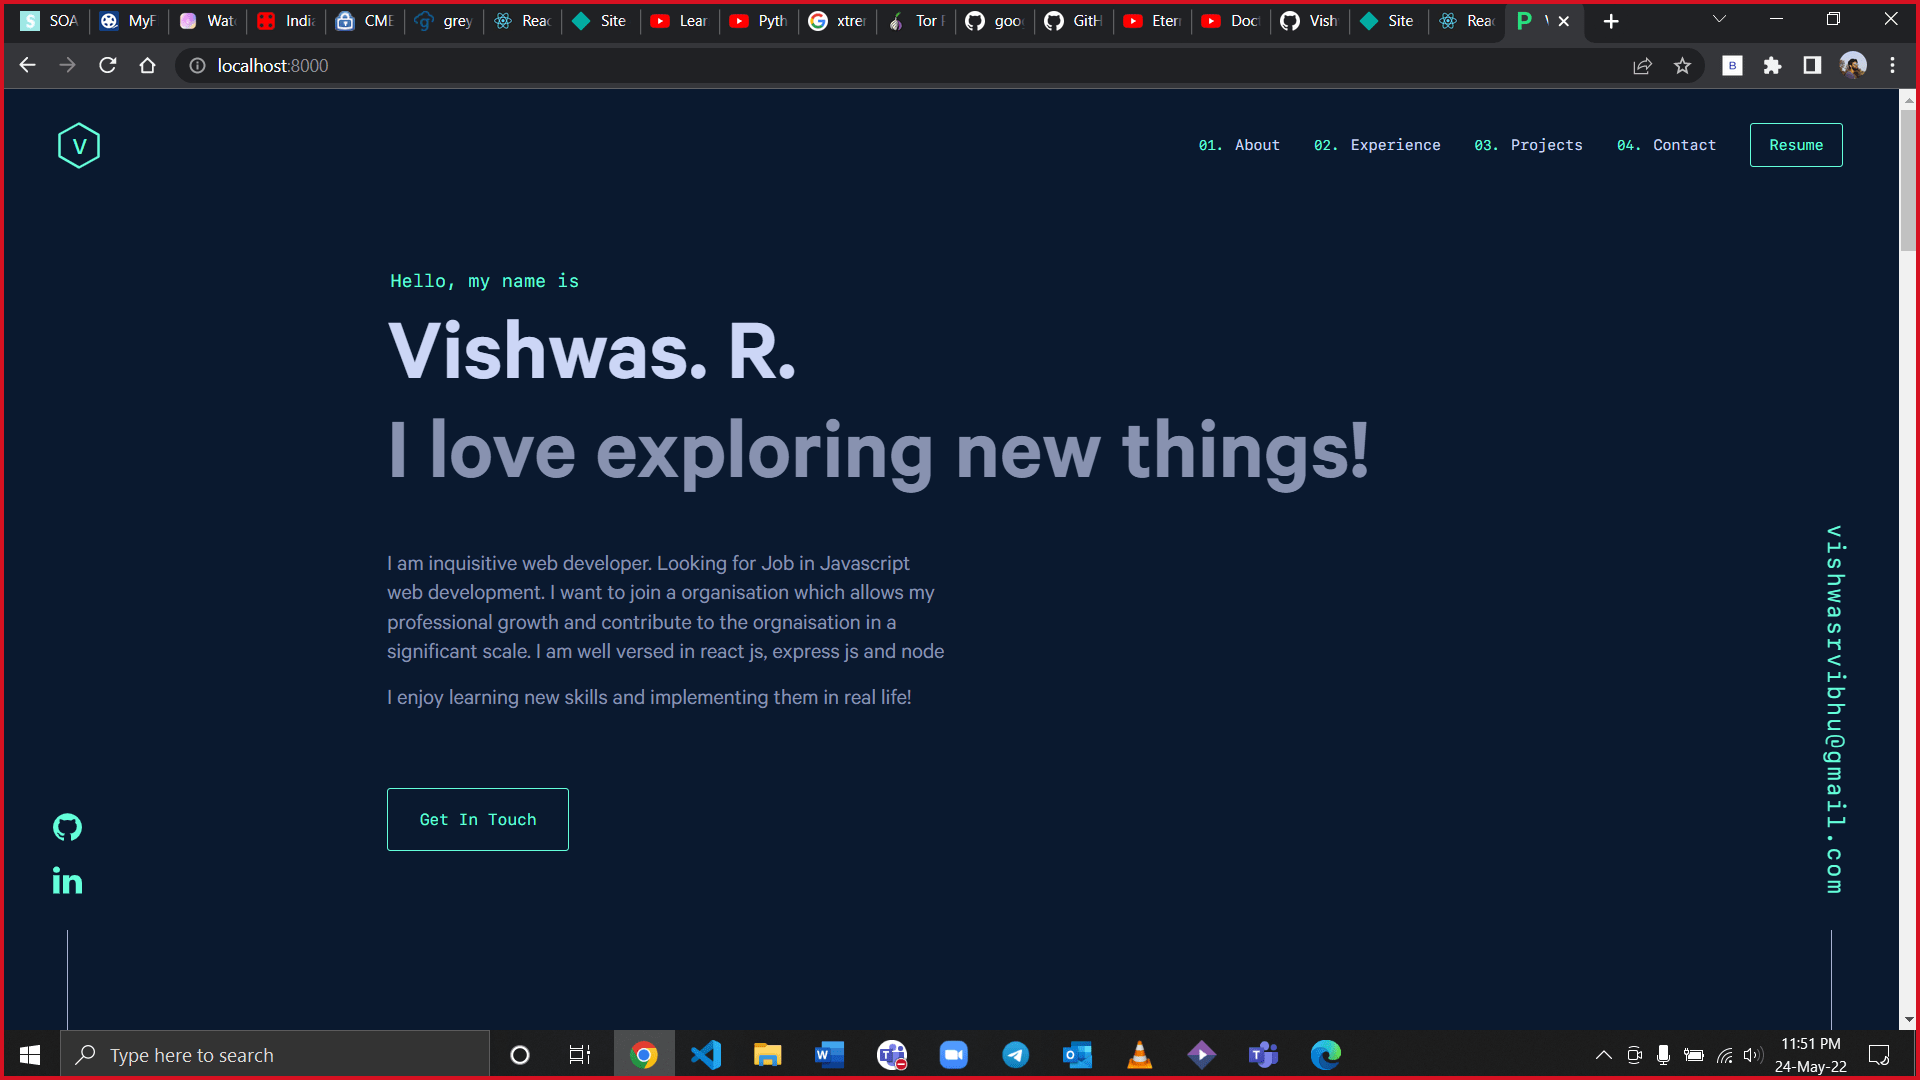 SOA
MyF
Wat
India
CME
grey
Reac
Site
Lear
Pyth
xtrem
Tor
goo
GitH
Eter
Doct
Vish
Site
Reac
localhost:8000
V
01. About
02. Experience
03. Projects
04. Contact
Resume
Hello, my name is
Vishwas. R.
I love exploring new things!
I am inquisitive web developer. Looking for Job in Javascript
web development. I want to join a organisation which allows my
professional growth and contribute to the orgnaisation in a
significant scale. I am well versed in react js, express js and node
I enjoy learning new skills and implementing them in real life!
Get In Touch
vishwasrvibhu@gmail.com
Type here to search
11:51 PM
24-May-22